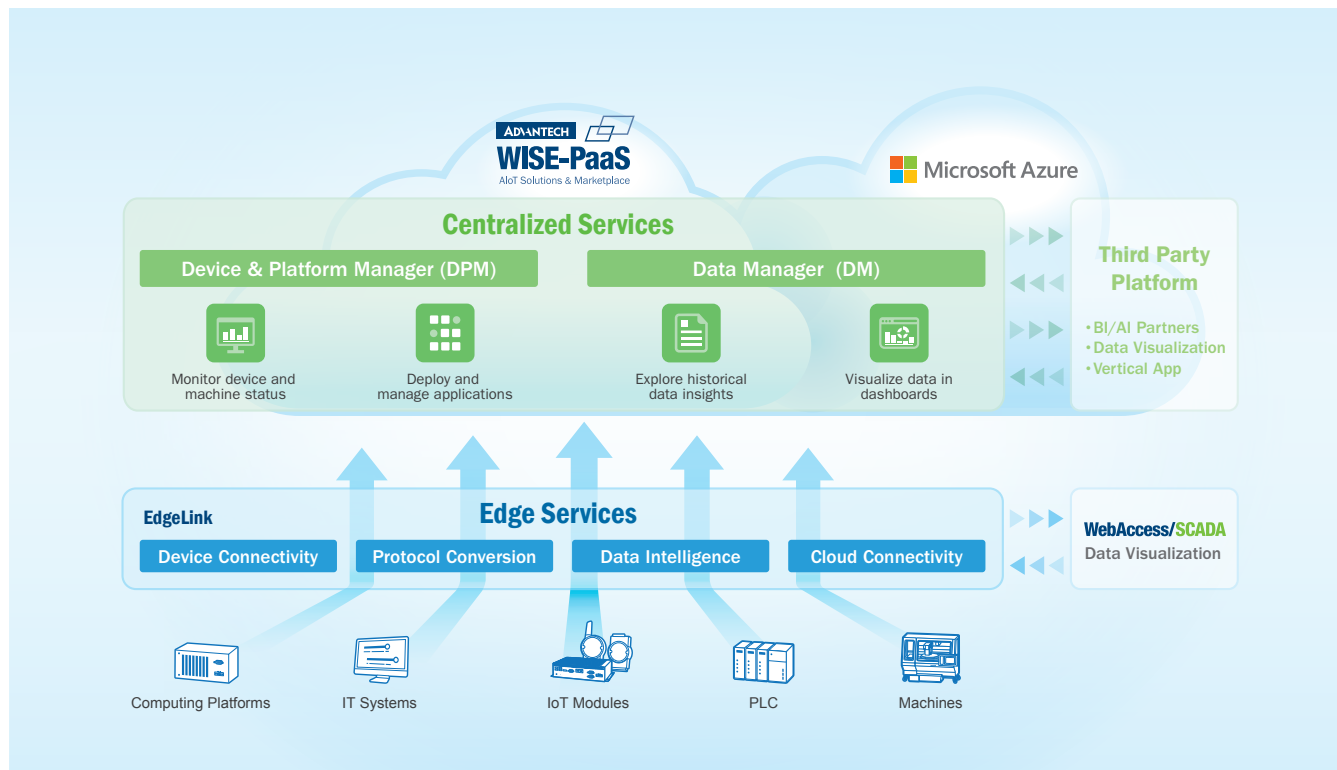 ADVANTECH
WISE-PaaS
AIoT Solutions & Marketplace
Microsoft Azure
Centralized Services
Device & Platform Manager (DPM)
Data Manager (DM)
Monitor device and
machine status
Deploy and
manage applications
Explore historical
data insights
Visualize data in
dashboards
Third Party
Platform
•BI/AI Partners
•Data Visualization
•Vertical App
EdgeLink
Edge Services
Device Connectivity
Protocol Conversion
Data Intelligence
Cloud Connectivity
WebAccess/SCADA
Data Visualization
Computing Platforms
IT Systems
IoT Modules
PLC
Machines